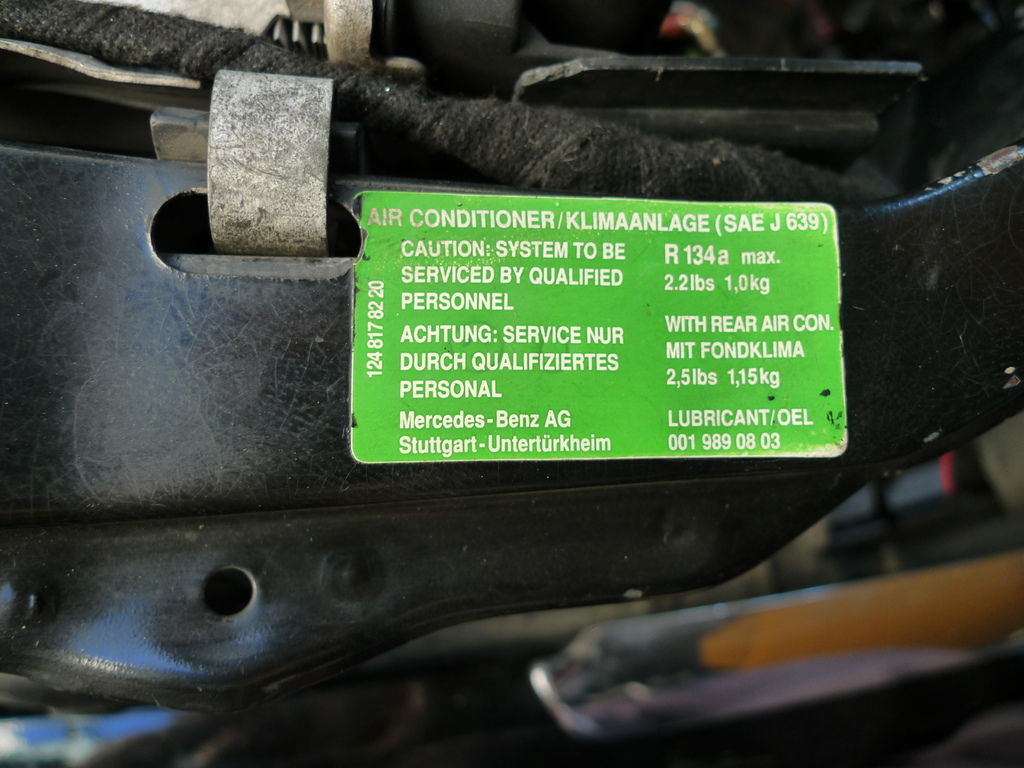 AIR CONDITIONER/KLIMAANLAGE (SAE J 639)
CAUTION: SYSTEM TO BE
SERVICED BY QUALIFIED
PERSONNEL
ACHTUNG: SERVICE NUR
DURCH QUALIFIZIERTES
PERSONAL
Mercedes-Benz AG
Stuttgart-Untertürkheim
R 134a max.
2.2lbs 1,0kg
WITH REAR AIR CON.
MIT FONDKLIMA
2,5lbs 1,15kg
LUBRICANT/OEL
001 989 08 03
124 817 82 20